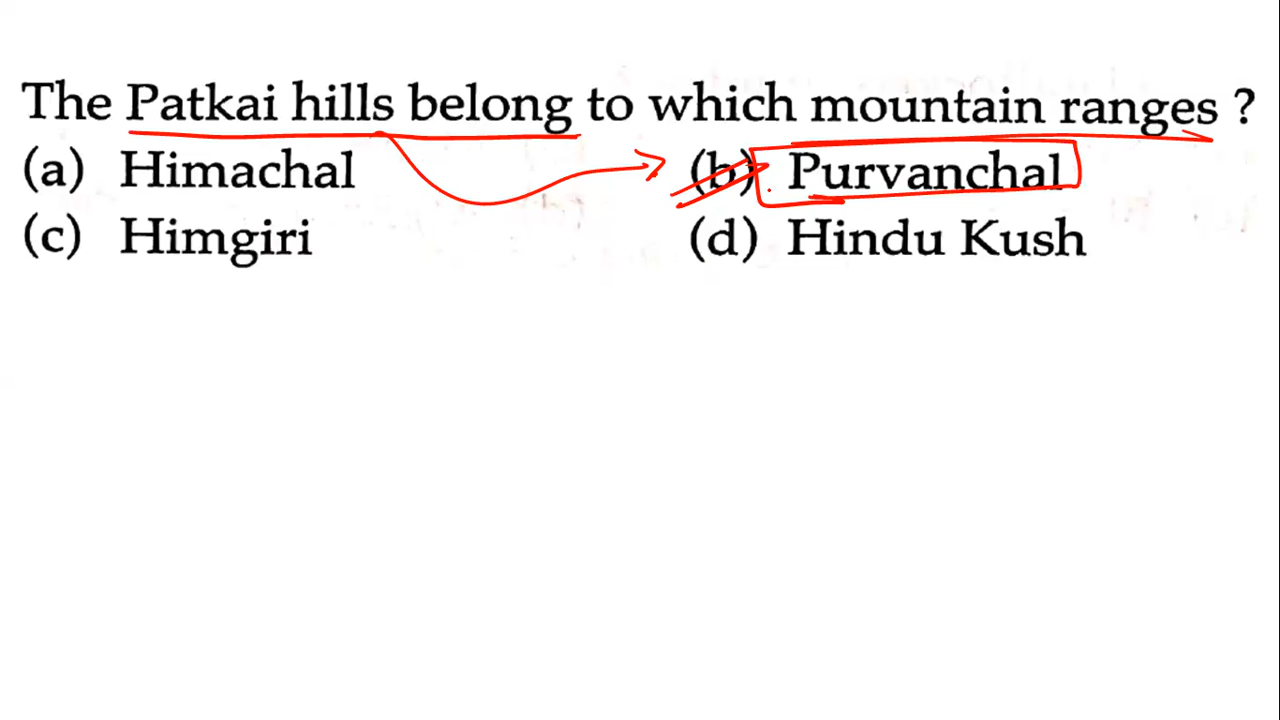 The Patkai hills belong to which mountain ranges ?
(a) Himachal (b) Purvanchal
(c) Himgiri (d) Hindu Kush